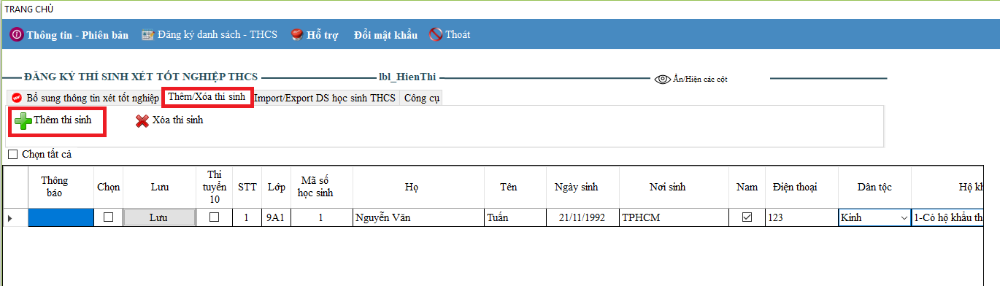 TRANG CHỦ
Thông tin - Phiên bản Đăng ký danh sách - THCS Hỗ trợ Đổi mật khẩu Thoát
ĐĂNG KÝ THÍ SINH XÉT TỐT NGHIỆP THCS lbl_HienThi Ẩn/Hiện các cột
NEW Bổ sung thông tin xét tốt nghiệp Thêm/Xóa thí sinh Import/Export DS học sinh THCS Công cụ
Thêm thí sinh Xóa thí sinh
Chọn tất cả
Thông báo Chọn Lưu Thi tuyển 10 STT Lớp Mã số học sinh Họ Tên Ngày sinh Nơi sinh Nam Điện thoại Dân tộc Hộ kh
Lưu 1 9A1 1 Nguyễn Văn Tuấn 21/11/1992 TPHCM 123 Kinh 1-Có hộ khẩu th